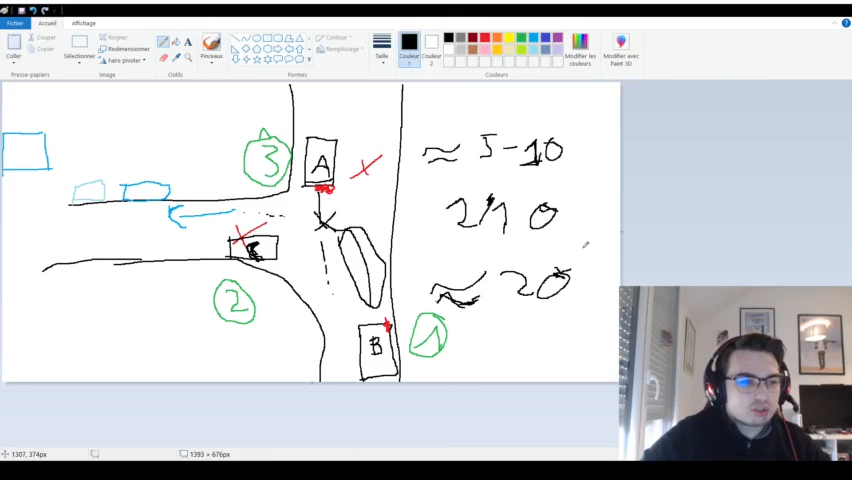 Fichier Accueil Affichage
Coller
Couper
Copier
Sélectionner
Rogner
Redimensionner
Faire pivoter
Pinceaux
Contour
Remplissage
Taille
Couleur 1
Couleur 2
Modifier les couleurs
Modifier avec Paint 3D
Presse-papiers
Image
Outils
Formes
Couleurs
3
A
≈ 5-10
2/10
≈ 20
2
1
B
1307, 374px
1393 × 676px